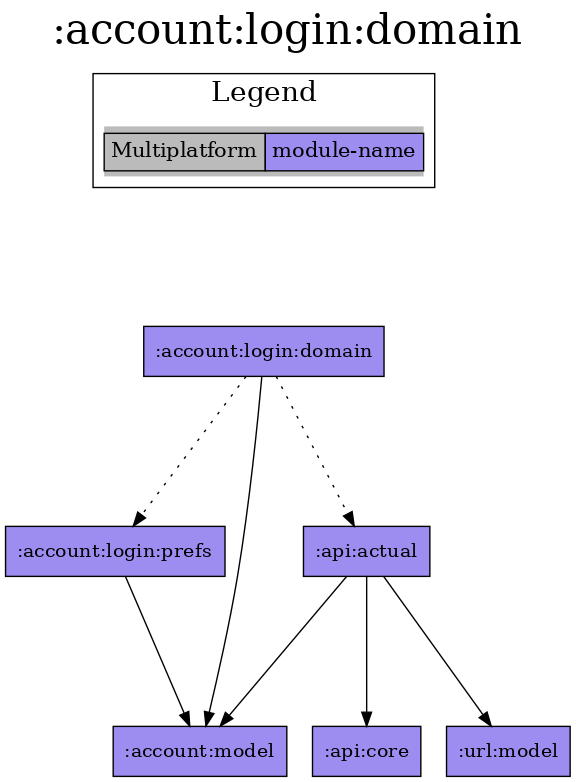 :account:login:domain
Legend
Multiplatform module-name
:account:login:domain
:account:login:prefs :api:actual
:account:model :api:core :url:model